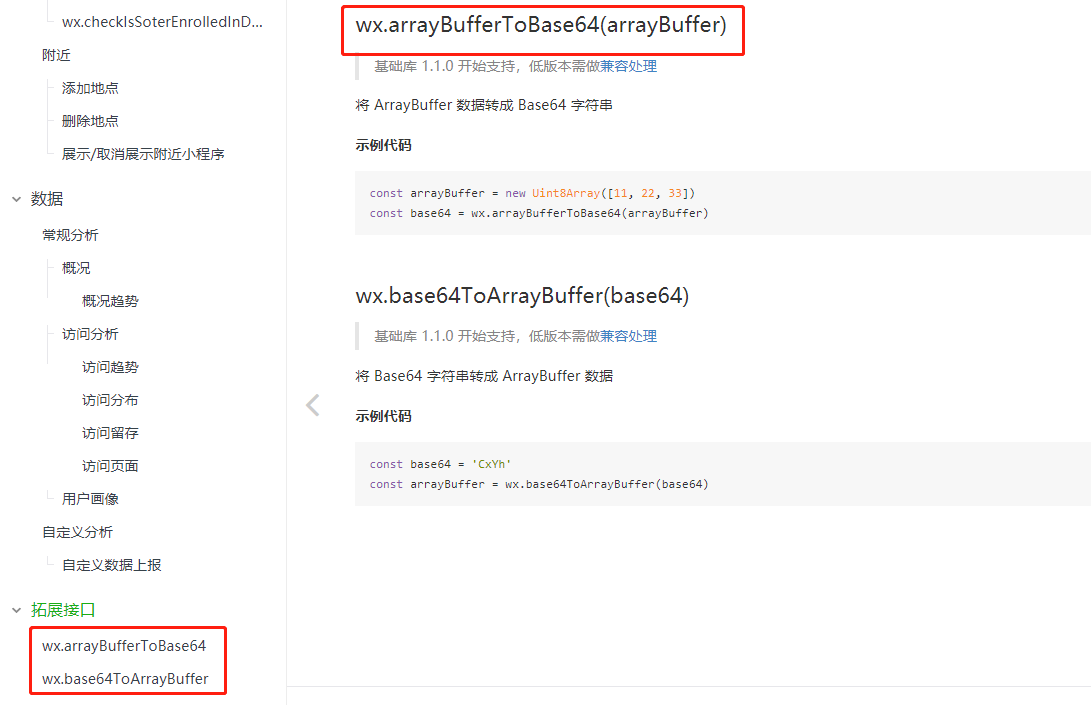 wx.checkIsSoterEnrolledInD...
附近
添加地点
删除地点
展示/取消展示附近小程序
数据
常规分析
概况
概况趋势
访问分析
访问趋势
访问分布
访问留存
访问页面
用户画像
自定义分析
自定义数据上报
拓展接口
wx.arrayBufferToBase64
wx.base64ToArrayBuffer
wx.arrayBufferToBase64(arrayBuffer)
基础库 1.1.0 开始支持，低版本需做兼容处理
将 ArrayBuffer 数据转成 Base64 字符串
示例代码
const arrayBuffer = new Uint8Array([11, 22, 33])
const base64 = wx.arrayBufferToBase64(arrayBuffer)
wx.base64ToArrayBuffer(base64)
基础库 1.1.0 开始支持，低版本需做兼容处理
将 Base64 字符串转成 ArrayBuffer 数据
示例代码
const base64 = 'CxYh'
const arrayBuffer = wx.base64ToArrayBuffer(base64)